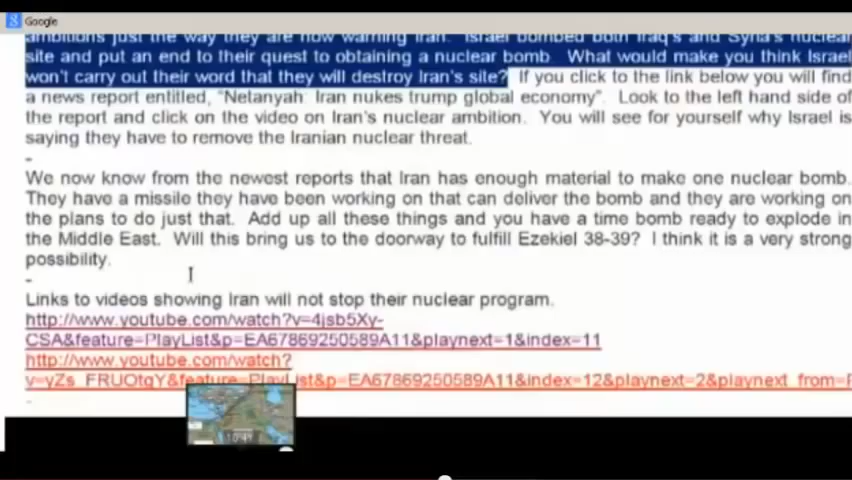 Google
ambitions just the way they are now warning Iran. Israel bombed both Iraq's and Syria's nuclear
site and put an end to their quest to obtaining a nuclear bomb. What would make you think Israel
won't carry out their word that they will destroy Iran's site? If you click to the link below you will find
a news report entitled, "Netanyah: Iran nukes trump global economy". Look to the left hand side of
the report and click on the video on Iran's nuclear ambition. You will see for yourself why Israel is
saying they have to remove the Iranian nuclear threat.
-
We now know from the newest reports that Iran has enough material to make one nuclear bomb.
They have a missile they have been working on that can deliver the bomb and they are working on
the plans to do just that. Add up all these things and you have a time bomb ready to explode in
the Middle East. Will this bring us to the doorway to fulfill Ezekiel 38-39? I think it is a very strong
possibility.
-
Links to videos showing Iran will not stop their nuclear program.
http://www.youtube.com/watch?v=4jsb5Xy-
CSA&feature=PlayList&p=EA67869250589A11&playnext=1&index=11
http://www.youtube.com/watch?
v=yZs_FRUOtgY&feature=PlayList&p=EA67869250589A11&index=12&playnext=2&playnext_from=P
-
10:49